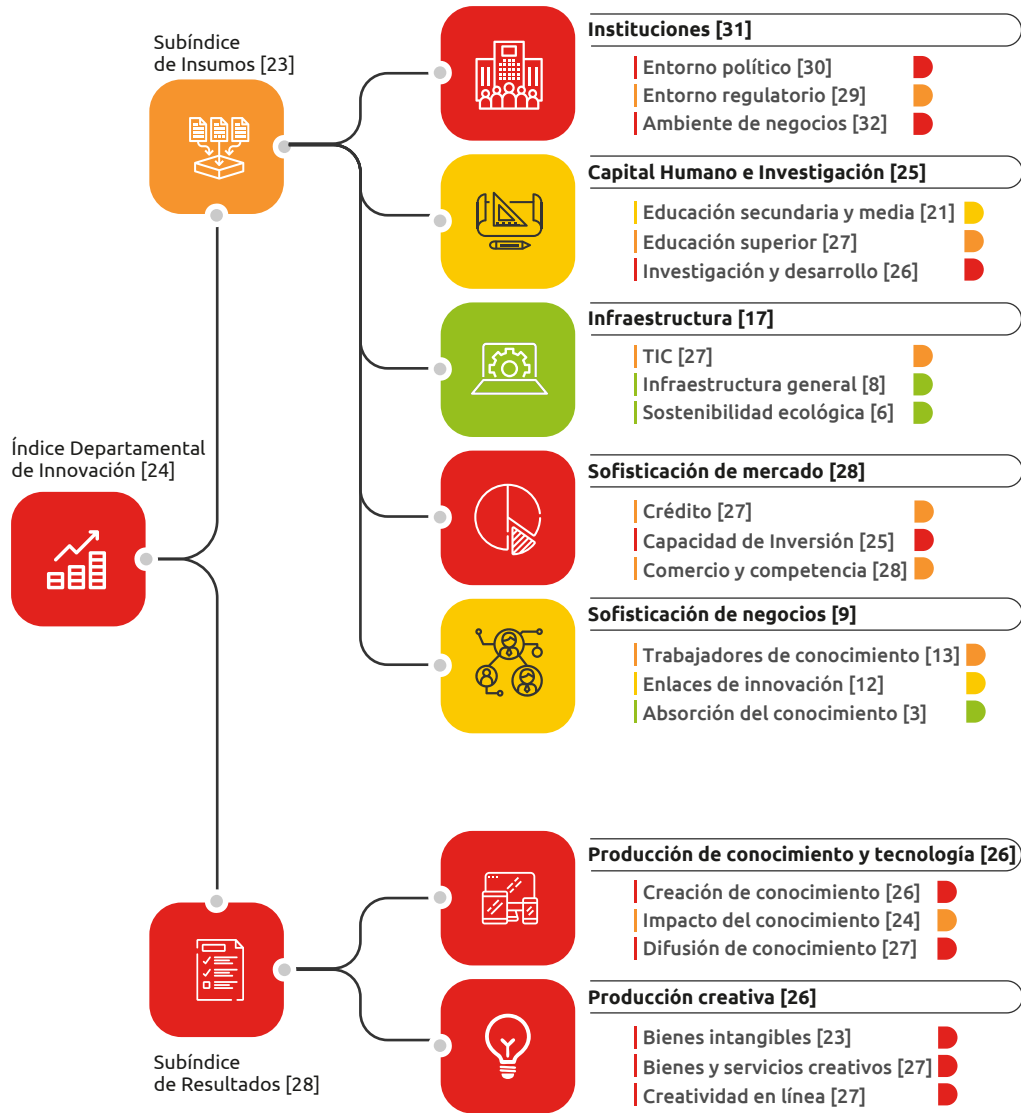 Índice Departamental
de Innovación [24]
Subíndice
de Insumos [23]
Instituciones [31]
Entorno político [30]
Entorno regulatorio [29]
Ambiente de negocios [32]
Capital Humano e Investigación [25]
Educación secundaria y media [21]
Educación superior [27]
Investigación y desarrollo [26]
Infraestructura [17]
TIC [27]
Infraestructura general [8]
Sostenibilidad ecológica [6]
Sofisticación de mercado [28]
Crédito [27]
Capacidad de Inversión [25]
Comercio y competencia [28]
Sofisticación de negocios [9]
Trabajadores de conocimiento [13]
Enlaces de innovación [12]
Absorción del conocimiento [3]
Subíndice
de Resultados [28]
Producción de conocimiento y tecnología [26]
Creación de conocimiento [26]
Impacto del conocimiento [24]
Difusión de conocimiento [27]
Producción creativa [26]
Bienes intangibles [23]
Bienes y servicios creativos [27]
Creatividad en línea [27]